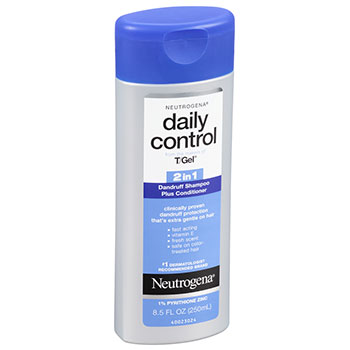 NEUTROGENA®
daily
control
T/Gel®
2 in 1
Dandruff Shampoo
Plus Conditioner
clinically proven
dandruff protection
that's extra gentle on hair
• fast acting
• vitamin E
• fresh scent
• safe on color-
treated hair
#1 DERMATOLOGIST
RECOMMENDED BRAND
Neutrogena®
1% PYRITHIONE ZINC
8.5 FL OZ (250mL)